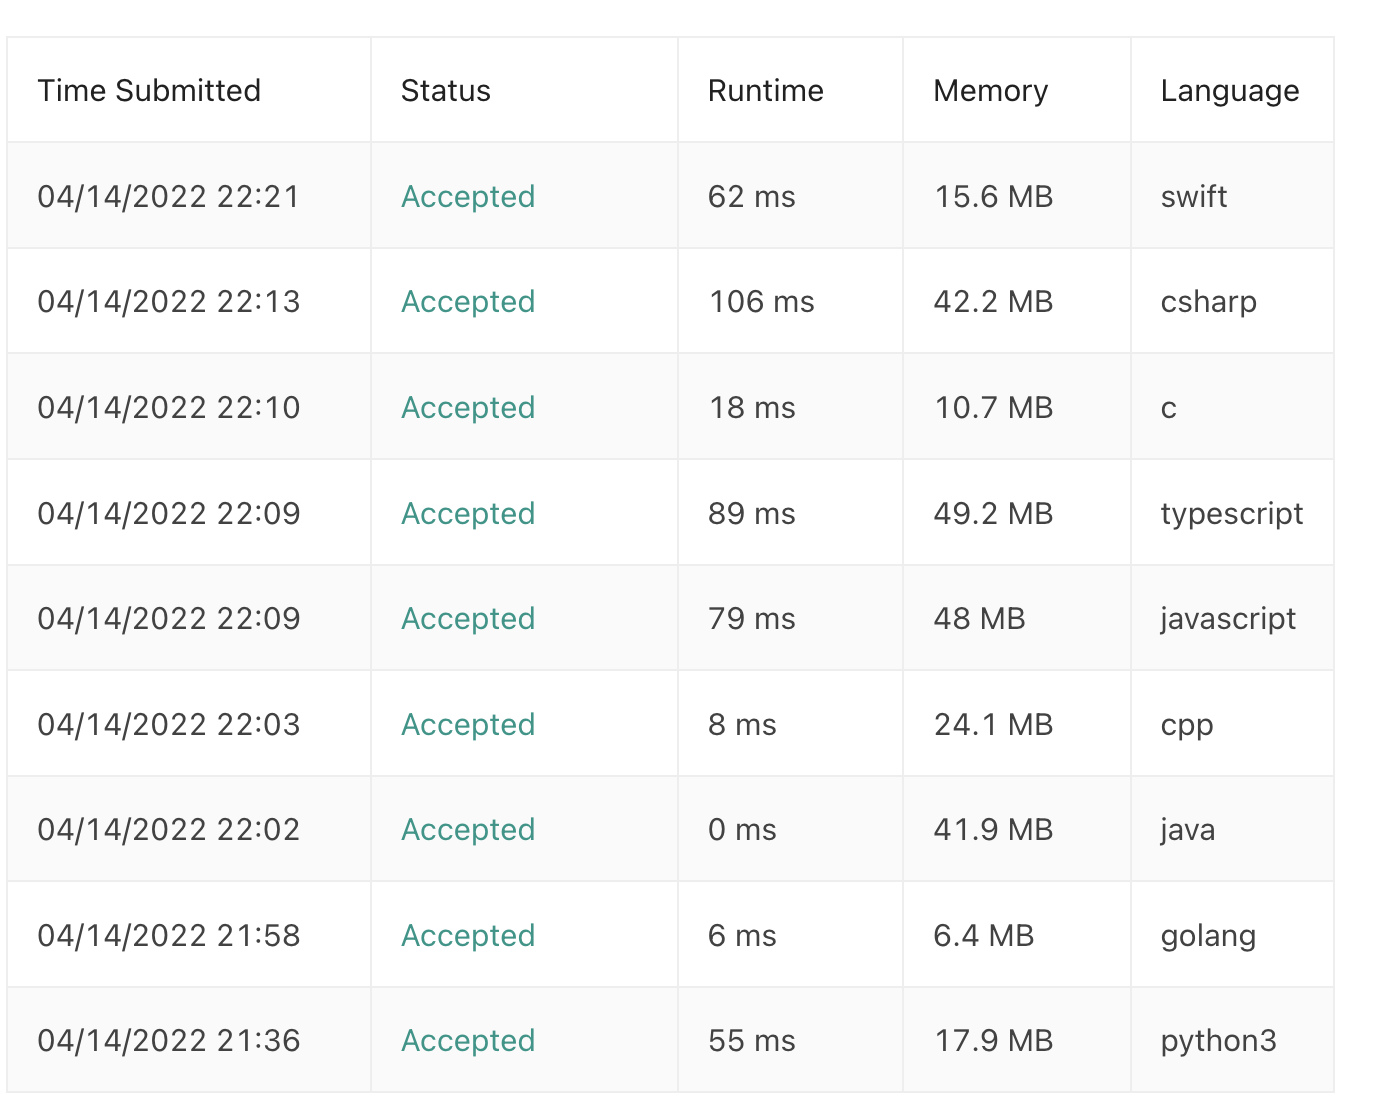 Time Submitted Status Runtime Memory Language
04/14/2022 22:21 Accepted 62 ms 15.6 MB swift
04/14/2022 22:13 Accepted 106 ms 42.2 MB csharp
04/14/2022 22:10 Accepted 18 ms 10.7 MB c
04/14/2022 22:09 Accepted 89 ms 49.2 MB typescript
04/14/2022 22:09 Accepted 79 ms 48 MB javascript
04/14/2022 22:03 Accepted 8 ms 24.1 MB cpp
04/14/2022 22:02 Accepted 0 ms 41.9 MB java
04/14/2022 21:58 Accepted 6 ms 6.4 MB golang
04/14/2022 21:36 Accepted 55 ms 17.9 MB python3